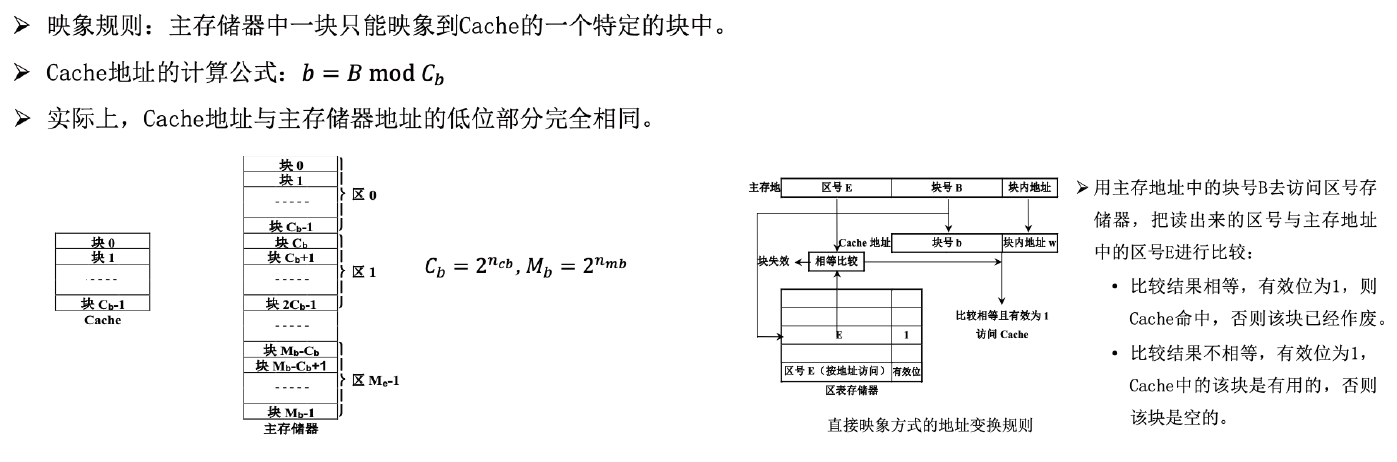 ➢ 映象规则：主存储器中一块只能映象到Cache的一个特定的块中。
➢ Cache地址的计算公式：b = B mod C_b
➢ 实际上，Cache地址与主存储器地址的低位部分完全相同。
块 0
块 1
-----
块 C_b-1
Cache
块 0
块 1
-----
块 C_b-1
块 C_b
块 C_b+1
-----
块 2C_b-1
-----
块 M_b-C_b
块 M_b-C_b+1
-----
块 M_b-1
主存储器
区 0
区 1
区 M_e-1
C_b = 2^{n_{cb}}, M_b = 2^{n_{mb}}
主存地
区号 E
块号 B
块内地址
Cache 地址
块号 b
块内地址 w
块失效
相等比较
比较相等且有效为 1
访问 Cache
E
1
区号 E（按地址访问）
有效位
区表存储器
直接映象方式的地址变换规则
➢ 用主存地址中的块号B去访问区号存
储器，把读出来的区号与主存地址
中的区号E进行比较：
• 比较结果相等，有效位为1，则
Cache命中，否则该块已经作废。
• 比较结果不相等，有效位为1，
Cache中的该块是有用的，否则
该块是空的。